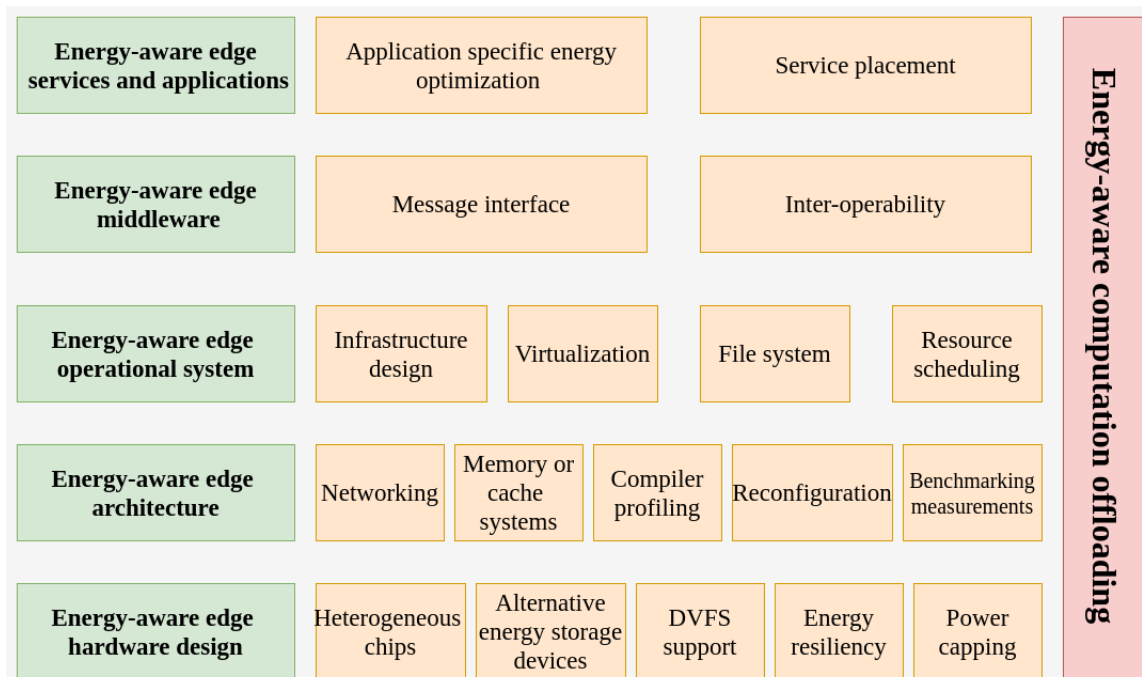 Energy-aware edge
services and applications
Application specific energy
optimization
Service placement
Energy-aware edge
middleware
Message interface
Inter-operability
Energy-aware edge
operational system
Infrastructure
design
Virtualization
File system
Resource
scheduling
Energy-aware edge
architecture
Networking
Memory or
cache
systems
Compiler
profiling
Reconfiguration
Benchmarking
measurements
Energy-aware edge
hardware design
Heterogeneous
chips
Alternative
energy storage
devices
DVFS
support
Energy
resiliency
Power
capping
Energy-aware computation offloading